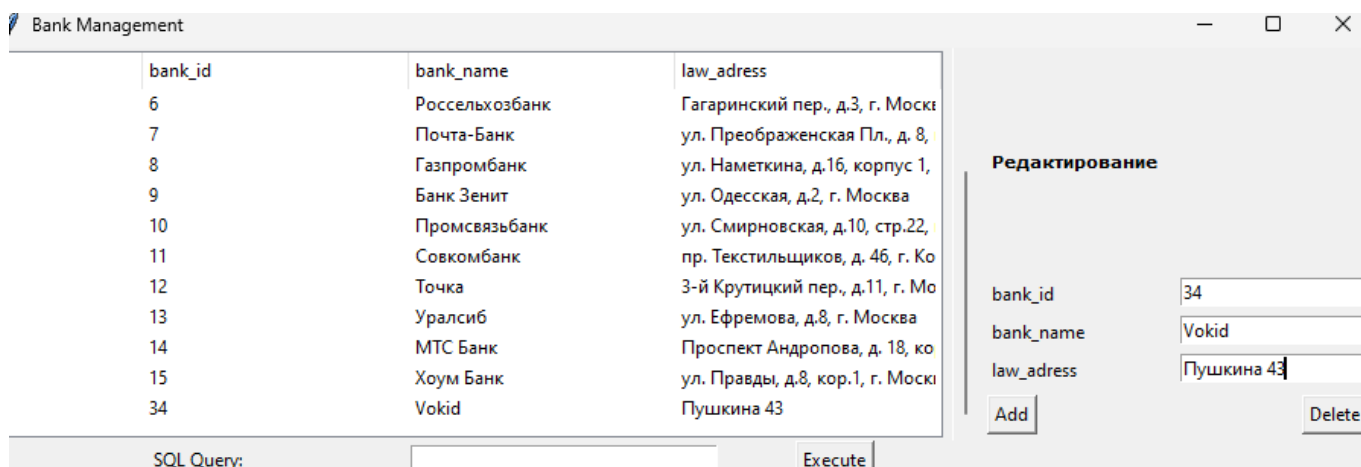 Bank Management
bank_id bank_name law_adress
6 Россельхозбанк Гагаринский пер., д.3, г.
7 Почта-Банк ул. Преображенская Пл., д. 8,
8 Газпромбанк ул. Наметкина, д.16, корпус 1,
9 Банк Зенит ул. Одесская, д.2, г. Москва
10 Промсвязьбанк ул. Смирновская, д.10, стр.22,
11 Совкомбанк пр. Текстильщиков, д. 46, г. Ко
12 Точка 3-й Крутицкий пер., д.11, г. Мо
13 Уралсиб ул. Ефремова, д.8, г. Москва
14 МТС Банк Проспект Андропова, д. 18, ко
15 Хоум Банк ул. Правды, д.8, кор.1, г.
34 Vokid Пушкина 43
SQL Query: Execute
Редактирование
bank_id 34
bank_name Vokid
law_adress Пушкина 43
Add Delete